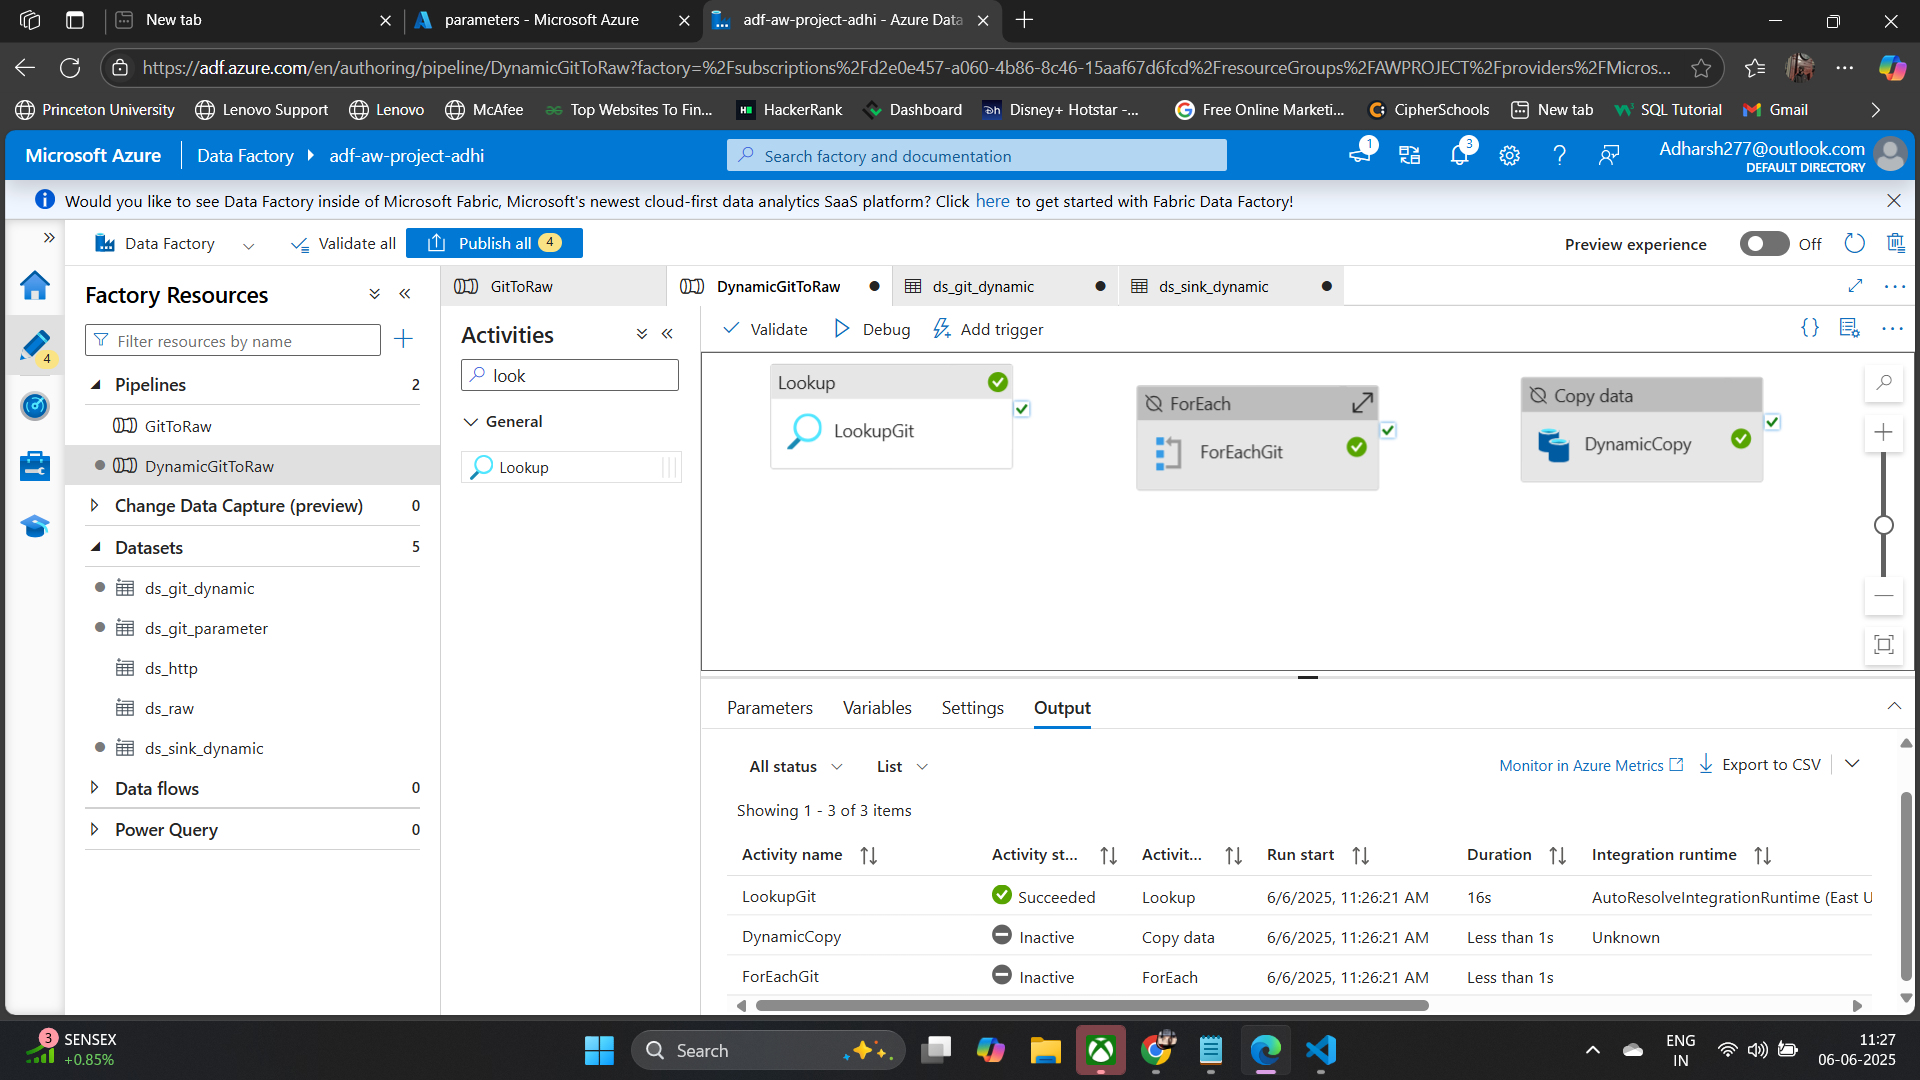 New tab
parameters - Microsoft Azure
adf-aw-project-adhi - Azure Data
https://adf.azure.com/en/authoring/pipeline/DynamicGitToRaw?factory=%2Fsubscriptions%2Fd2e0e457-a060-4b86-8c46-15aaf67d6fcd%2FresourceGroups%2FAWPROJECT%2Fproviders%2FMicros...
Princeton University
Lenovo Support
Lenovo
McAfee
Top Websites To Fin...
HackerRank
Dashboard
Disney+ Hotstar -...
Free Online Marketi...
CipherSchools
New tab
SQL Tutorial
Gmail
Microsoft Azure
Data Factory
adf-aw-project-adhi
Search factory and documentation
1
3
Adharsh277@outlook.com
DEFAULT DIRECTORY
Would you like to see Data Factory inside of Microsoft Fabric, Microsoft's newest cloud-first data analytics SaaS platform? Click here to get started with Fabric Data Factory!
Data Factory
Validate all
Publish all 4
Preview experience
Off
4
Factory Resources
Filter resources by name
Pipelines 2
GitToRaw
DynamicGitToRaw
Change Data Capture (preview) 0
Datasets 5
ds_git_dynamic
ds_git_parameter
ds_http
ds_raw
ds_sink_dynamic
Data flows 0
Power Query 0
GitToRaw
DynamicGitToRaw
ds_git_dynamic
ds_sink_dynamic
Activities
look
General
Lookup
Validate
Debug
Add trigger
Lookup
LookupGit
ForEach
ForEachGit
Copy data
DynamicCopy
Parameters
Variables
Settings
Output
All status
List
Monitor in Azure Metrics
Export to CSV
Showing 1 - 3 of 3 items
Activity name Activity st... Activit... Run start Duration Integration runtime
LookupGit Succeeded Lookup 6/6/2025, 11:26:21 AM 16s AutoResolveIntegrationRuntime (East U
DynamicCopy Inactive Copy data 6/6/2025, 11:26:21 AM Less than 1s Unknown
ForEachGit Inactive ForEach 6/6/2025, 11:26:21 AM Less than 1s
3
SENSEX
+0.85%
Search
ENG
IN
11:27
06-06-2025